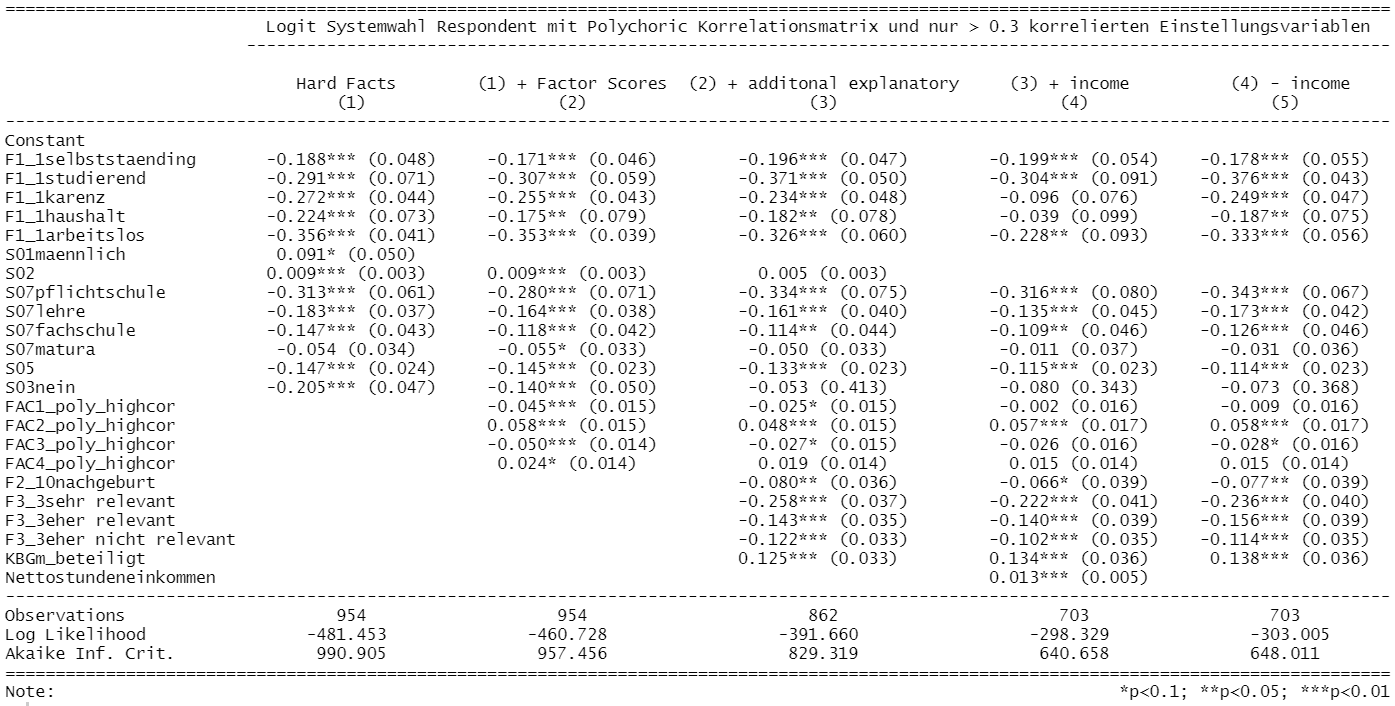 Logit Systemwahl Respondent mit Polychoric Korrelationsmatrix und nur > 0.3 korrelierten Einstellungsvariablen
Hard Facts (1) + Factor Scores (2) + additonal explanatory (3) + income (4) - income
(1) (2) (3) (4) (5)
Constant
F1_1selbststaending -0.188*** (0.048) -0.171*** (0.046) -0.196*** (0.047) -0.199*** (0.054) -0.178*** (0.055)
F1_1studierend -0.291*** (0.071) -0.307*** (0.059) -0.371*** (0.050) -0.304*** (0.091) -0.376*** (0.043)
F1_1karenz -0.272*** (0.044) -0.255*** (0.043) -0.234*** (0.048) -0.096 (0.076) -0.249*** (0.047)
F1_1haushalt -0.224*** (0.073) -0.175** (0.079) -0.182** (0.078) -0.039 (0.099) -0.187** (0.075)
F1_1arbeitslos -0.356*** (0.041) -0.353*** (0.039) -0.326*** (0.060) -0.228** (0.093) -0.333*** (0.056)
S01maennlich 0.091* (0.050)
S02 0.009*** (0.003) 0.009*** (0.003) 0.005 (0.003)
S07pflichtschule -0.313*** (0.061) -0.280*** (0.071) -0.334*** (0.075) -0.316*** (0.080) -0.343*** (0.067)
S07lehre -0.183*** (0.037) -0.164*** (0.038) -0.161*** (0.040) -0.135*** (0.045) -0.173*** (0.042)
S07fachschule -0.147*** (0.043) -0.118*** (0.042) -0.114** (0.044) -0.109** (0.046) -0.126*** (0.046)
S07matura -0.054 (0.034) -0.055* (0.033) -0.050 (0.033) -0.011 (0.037) -0.031 (0.036)
S05 -0.147*** (0.024) -0.145*** (0.023) -0.133*** (0.023) -0.115*** (0.023) -0.114*** (0.023)
S03nein -0.205*** (0.047) -0.140*** (0.050) -0.053 (0.413) -0.080 (0.343) -0.073 (0.368)
FAC1_poly_highcor -0.045*** (0.015) -0.025* (0.015) -0.002 (0.016) -0.009 (0.016)
FAC2_poly_highcor 0.058*** (0.015) 0.048*** (0.015) 0.057*** (0.017) 0.058*** (0.017)
FAC3_poly_highcor -0.050*** (0.014) -0.027* (0.015) -0.026 (0.016) -0.028* (0.016)
FAC4_poly_highcor 0.024* (0.014) 0.019 (0.014) 0.015 (0.014) 0.015 (0.014)
F2_10nachgeburt -0.080** (0.036) -0.066* (0.039) -0.077** (0.039)
F3_3sehr relevant -0.258*** (0.037) -0.222*** (0.041) -0.236*** (0.040)
F3_3eher relevant -0.143*** (0.035) -0.140*** (0.039) -0.156*** (0.039)
F3_3eher nicht relevant -0.122*** (0.033) -0.102*** (0.035) -0.114*** (0.035)
KBGm_beteiligt 0.125*** (0.033) 0.134*** (0.036) 0.138*** (0.036)
Nettostundeneinkommen 0.013*** (0.005)
Observations 954 954 862 703 703
Log Likelihood -481.453 -460.728 -391.660 -298.329 -303.005
Akaike Inf. Crit. 990.905 957.456 829.319 640.658 648.011
Note: *p<0.1; **p<0.05; ***p<0.01